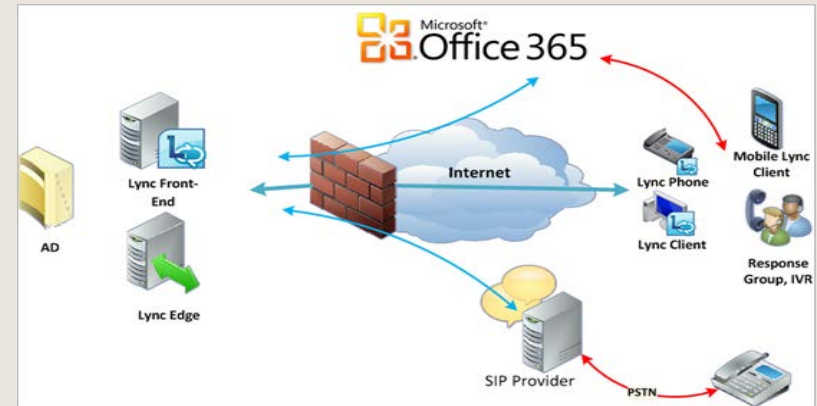 Microsoft®
Office 365
Internet
Lync Front-
End
AD
Lync Edge
Lync Phone
Lync Client
Mobile Lync
Client
Response
Group, IVR
SIP Provider
PSTN